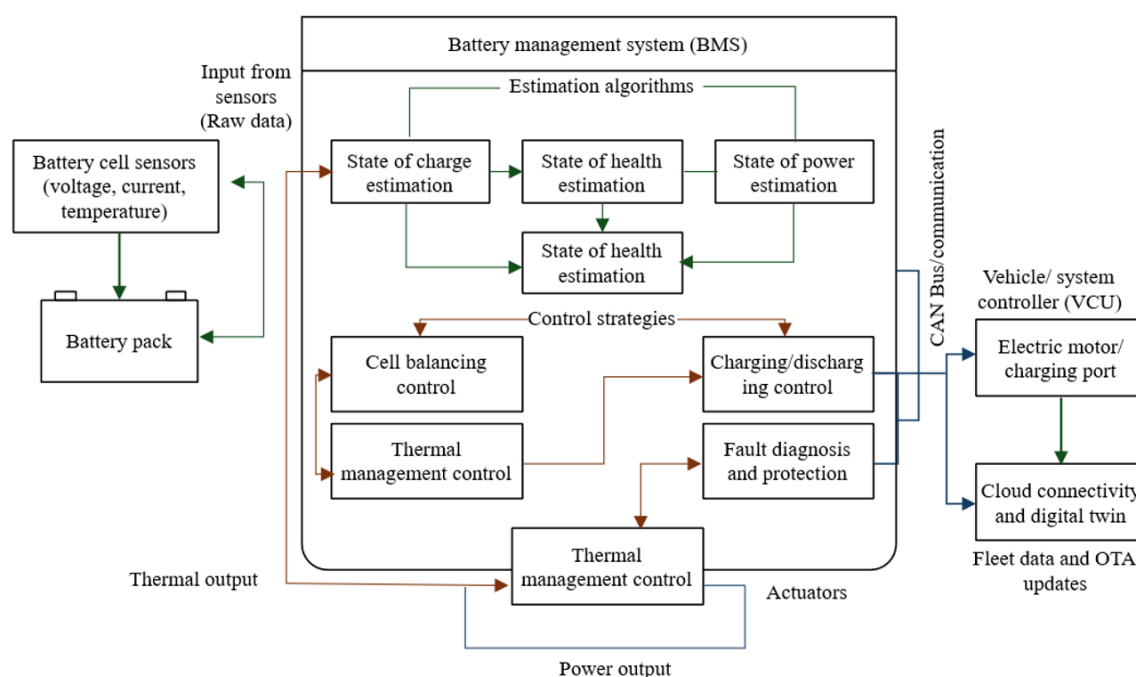 Battery management system (BMS)
Input from
sensors
(Raw data)
Estimation algorithms
Battery cell sensors
(voltage, current,
temperature)
State of charge
estimation
State of health
estimation
State of power
estimation
State of health
estimation
Battery pack
CAN Bus/communication
Vehicle/ system
controller (VCU)
Control strategies
Cell balancing
control
Charging/discharg
ing control
Electric motor/
charging port
Thermal
management control
Fault diagnosis
and protection
Cloud connectivity
and digital twin
Thermal
management control
Fleet data and OTA
updates
Thermal output
Actuators
Power output